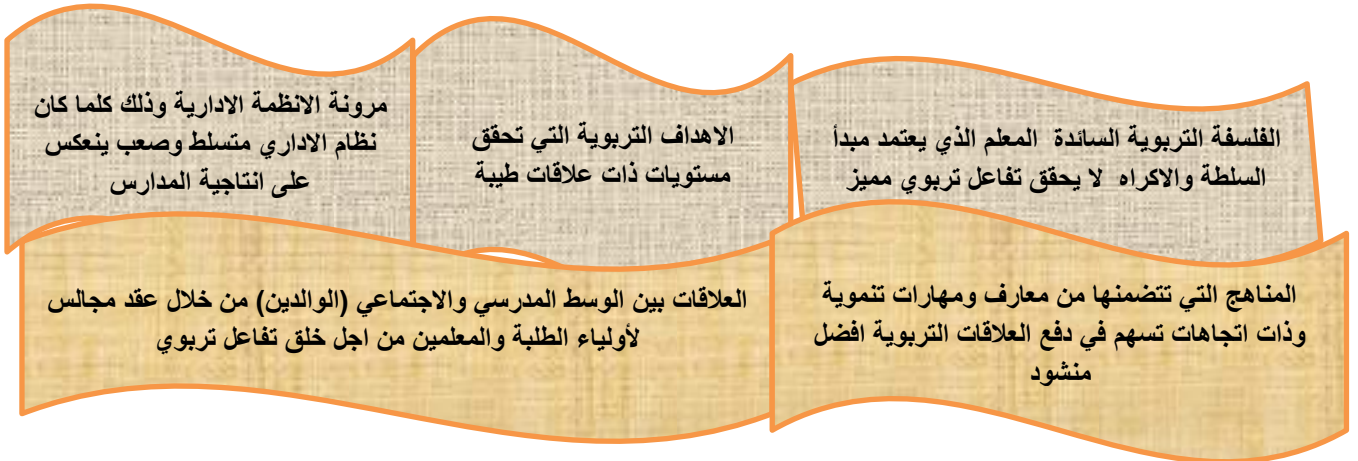 الفلسفة التربوية السائدة المعلم الذي يعتمد مبدأ
السلطة والاكراه لا يحقق تفاعل تربوي مميز
الاهداف التربوية التي تحقق
مستويات ذات علاقات طيبة
مرونة الانظمة الادارية وذلك كلما كان
نظام الاداري متسلط وصعب ينعكس
على انتاجية المدارس
المناهج التي تتضمنها من معارف ومهارات تنموية
وذات اتجاهات تسهم في دفع العلاقات التربوية افضل
منشود
العلاقات بين الوسط المدرسي والاجتماعي (الوالدين) من خلال عقد مجالس
لأولياء الطلبة والمعلمين من اجل خلق تفاعل تربوي